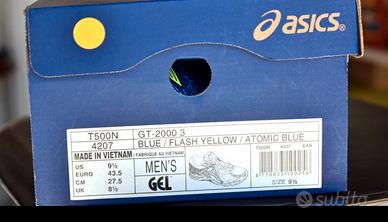 asics
T500N GT-2000 3
4207 BLUE / FLASH YELLOW / ATOMIC BLUE
MADE IN VIETNAM / FABRIQUE AU VIETNAM
US 9½
EURO 43.5
CM 27.5
UK 8½
MEN'S
GEL
T500N 4207 EAN
SIZE 9½
subito